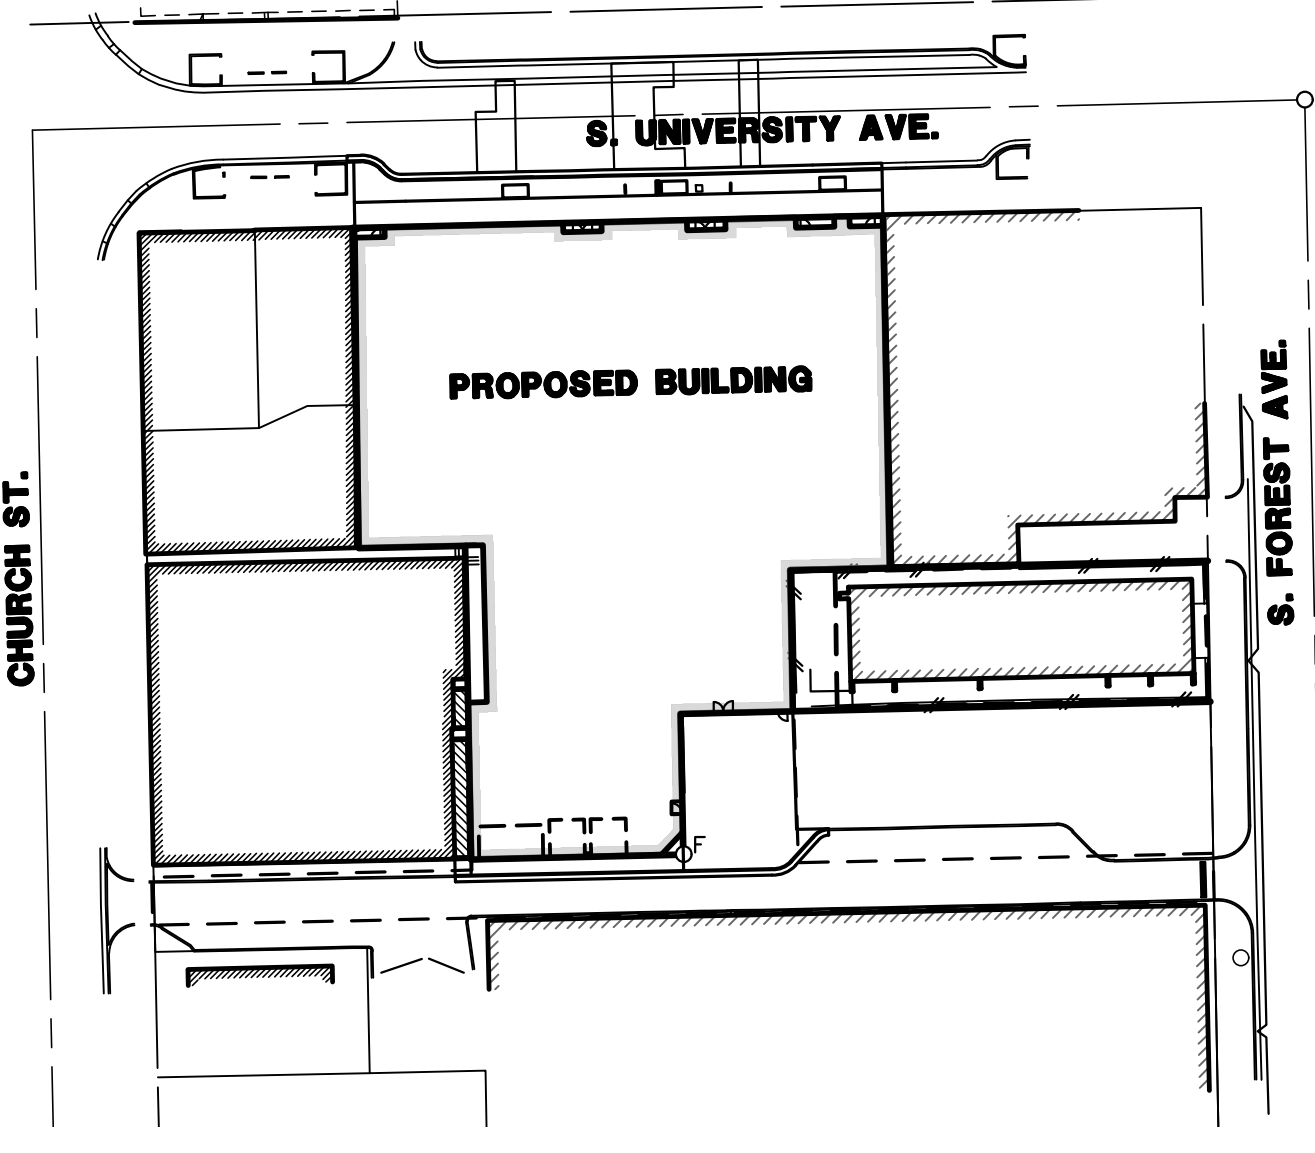 S. UNIVERSITY AVE.
PROPOSED BUILDING
CHURCH ST.
S. FOREST AVE.
F